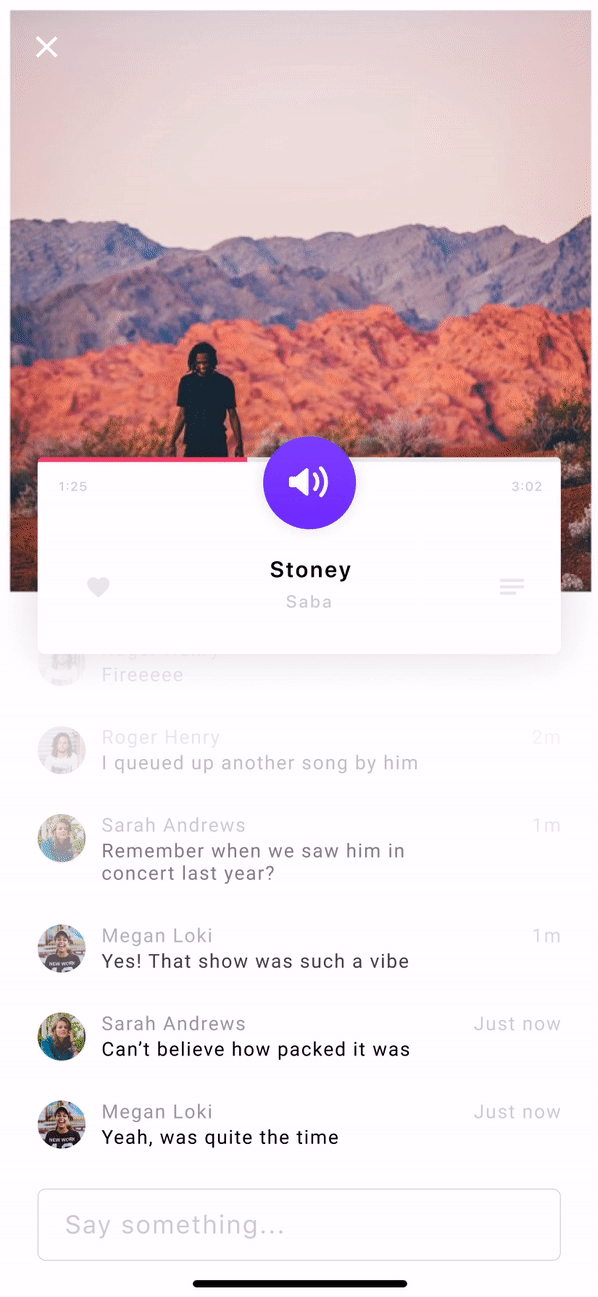 1:25
3:02
Stoney
Saba
Fireeeee
Roger Henry
2m
I queued up another song by him
Sarah Andrews
1m
Remember when we saw him in
concert last year?
Megan Loki
1m
Yes! That show was such a vibe
Sarah Andrews
Just now
Can’t believe how packed it was
Megan Loki
Just now
Yeah, was quite the time
Say something...